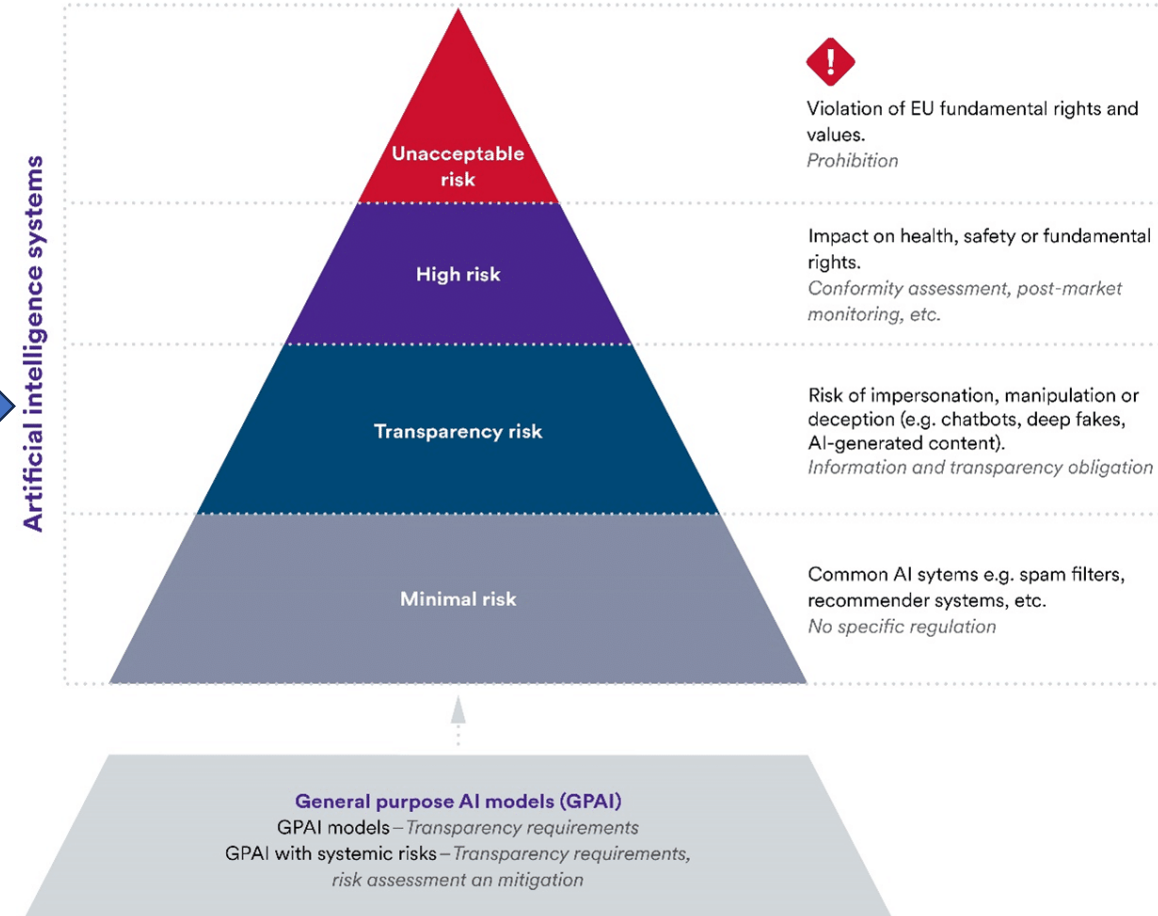 Artificial intelligence systems
Unacceptable
risk
!
Violation of EU fundamental rights and
values.
Prohibition
High risk
Impact on health, safety or fundamental
rights.
Conformity assessment, post-market
monitoring, etc.
Transparency risk
Risk of impersonation, manipulation or
deception (e.g. chatbots, deep fakes,
AI-generated content).
Information and transparency obligation
Minimal risk
Common AI sytems e.g. spam filters,
recommender systems, etc.
No specific regulation
General purpose AI models (GPAI)
GPAI models – Transparency requirements
GPAI with systemic risks – Transparency requirements,
risk assessment an mitigation